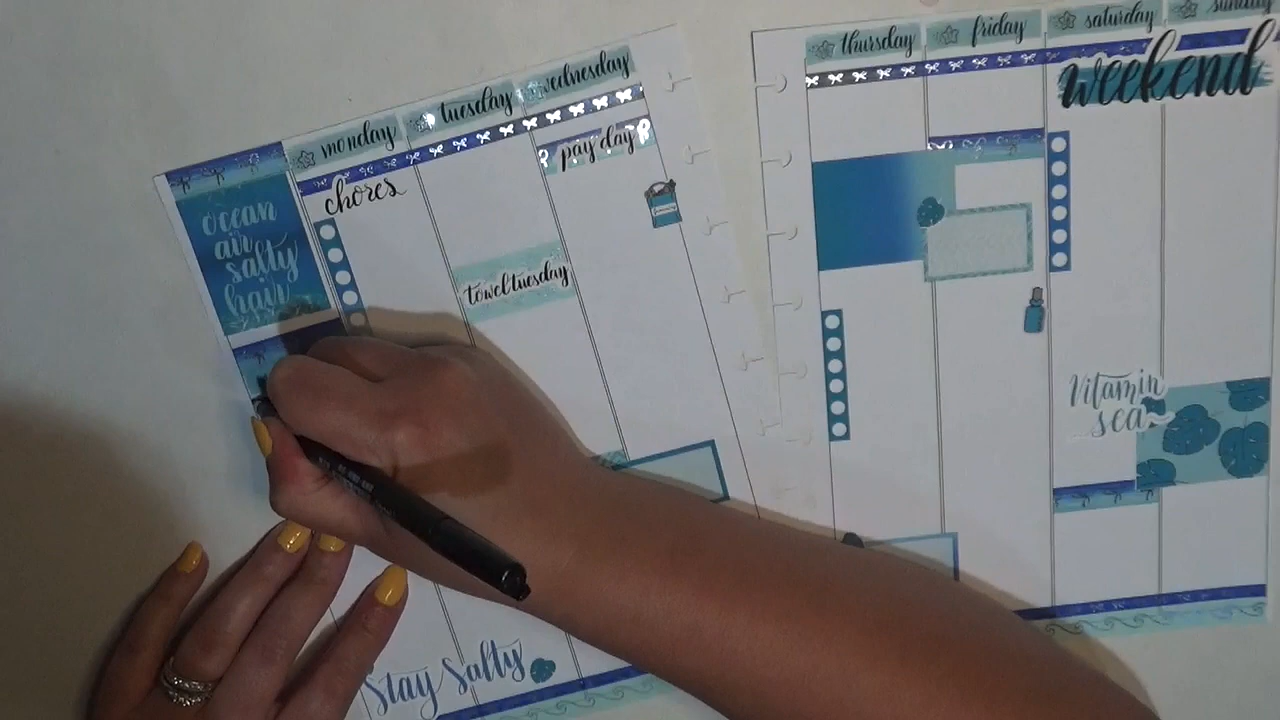 monday
tuesday
wednesday
thursday
friday
saturday
sunday
weekend
ocean
air
salty
hair
chores
pay day
towel tuesday
Vitamin
sea
Stay Salty